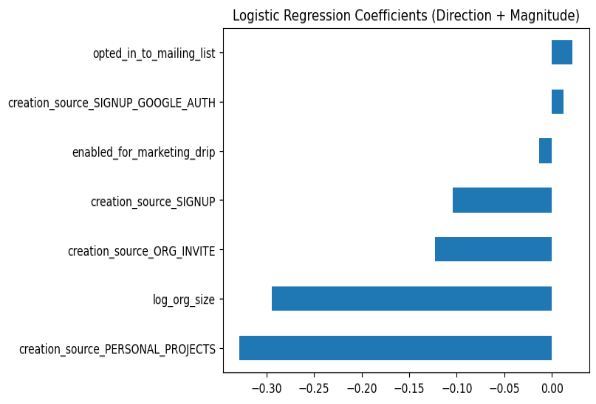 Logistic Regression Coefficients (Direction + Magnitude)
opted_in_to_mailing_list
creation_source_SIGNUP_GOOGLE_AUTH
enabled_for_marketing_drip
creation_source_SIGNUP
creation_source_ORG_INVITE
log_org_size
creation_source_PERSONAL_PROJECTS
−0.30 −0.25 −0.20 −0.15 −0.10 −0.05 0.00